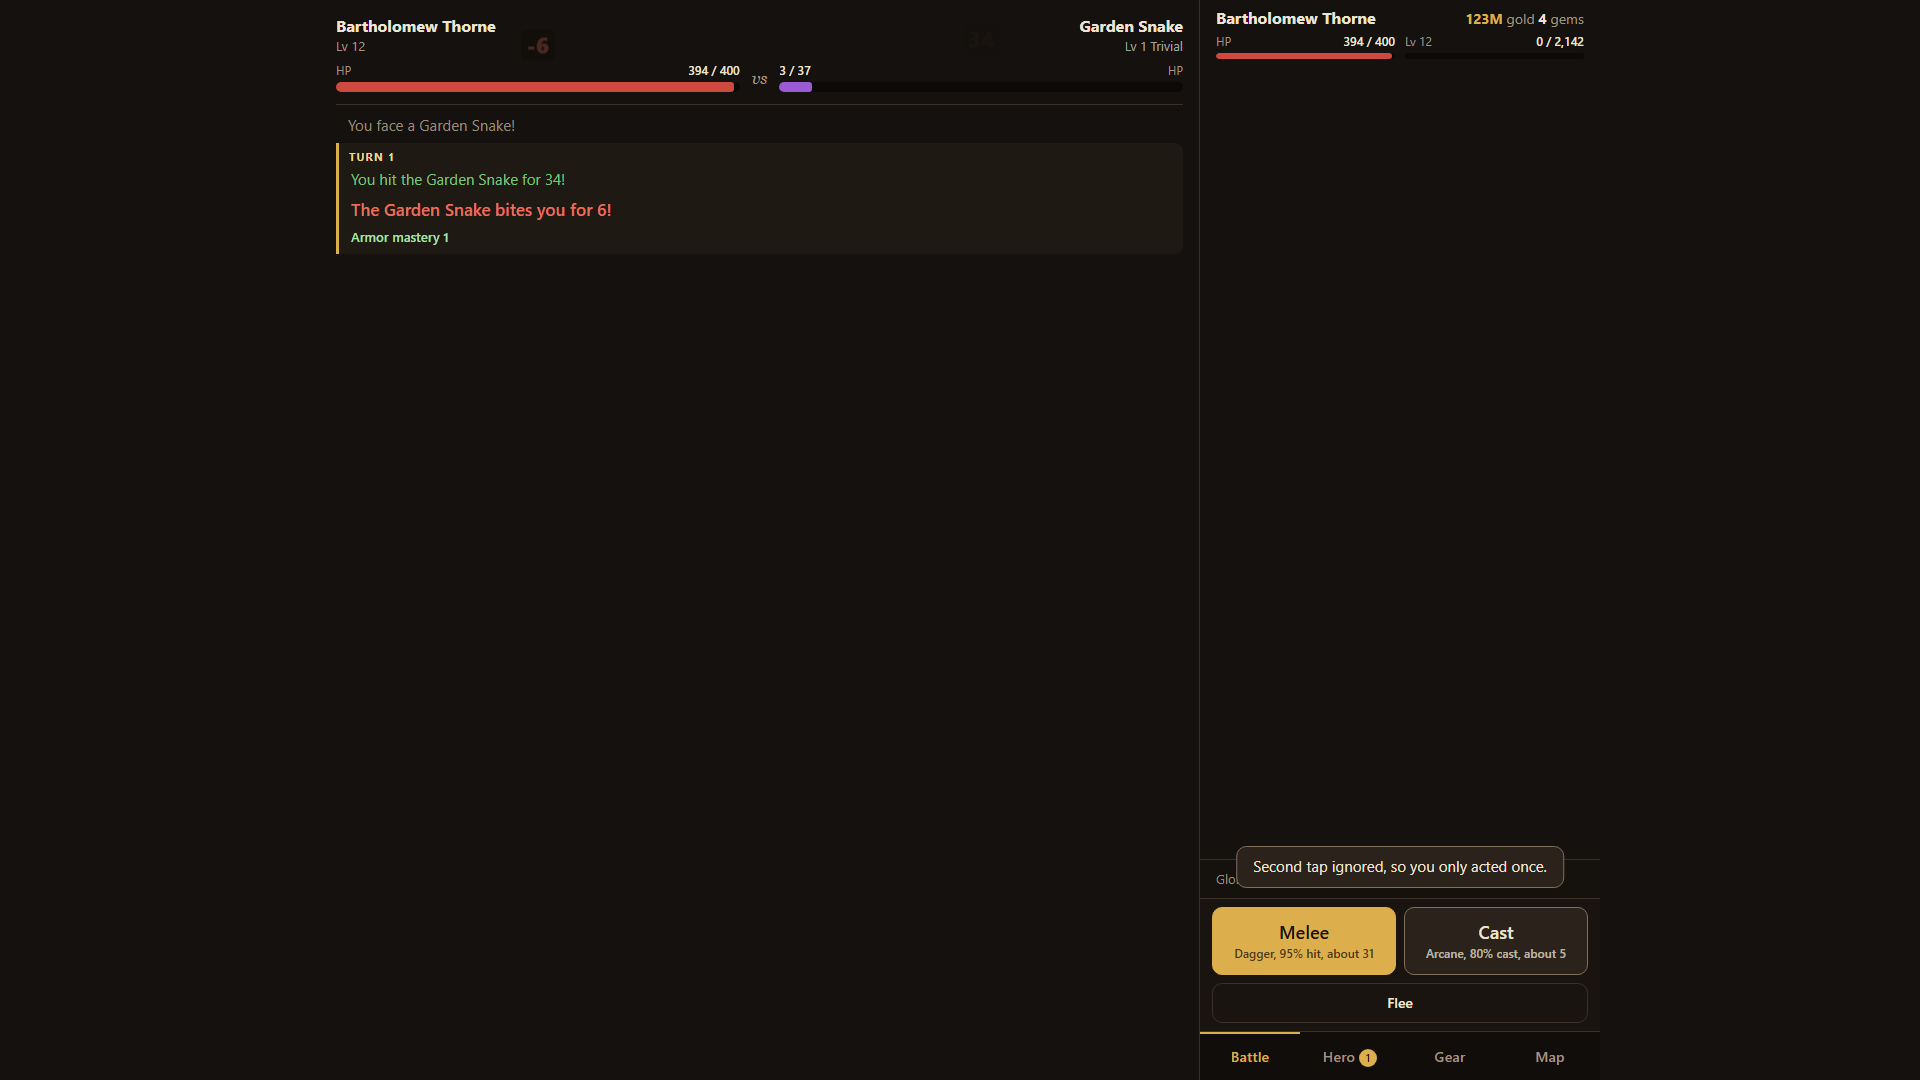 Bartholomew Thorne
Lv 12
-6
34
Garden Snake
Lv 1 Trivial
HP 394 / 400
vs
3 / 37 HP
You face a Garden Snake!
TURN 1
You hit the Garden Snake for 34!
The Garden Snake bites you for 6!
Armor mastery 1
Bartholomew Thorne
123M gold 4 gems
HP 394 / 400
Lv 12 0 / 2,142
Second tap ignored, so you only acted once.
Melee
Dagger, 95% hit, about 31
Cast
Arcane, 80% cast, about 5
Flee
Battle
Hero 1
Gear
Map